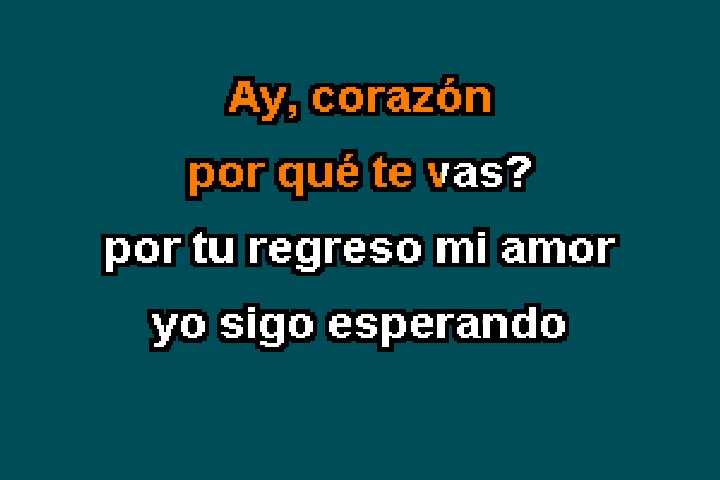 Ay, corazón
por qué te vas?
por tu regreso mi amor
yo sigo esperando